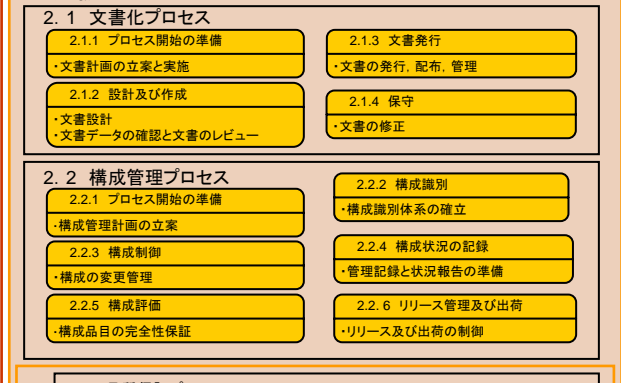 2. 1 文書化プロセス
2.1.1 プロセス開始の準備
・文書計画の立案と実施
2.1.2 設計及び作成
・文書設計
・文書データの確認と文書のレビュー
2.1.3 文書発行
・文書の発行, 配布, 管理
2.1.4 保守
・文書の修正
2. 2 構成管理プロセス
2.2.1 プロセス開始の準備
・構成管理計画の立案
2.2.2 構成識別
・構成識別体系の確立
2.2.3 構成制御
・構成の変更管理
2.2.4 構成状況の記録
・管理記録と状況報告の準備
2.2.5 構成評価
・構成品目の完全性保証
2.2. 6 リリース管理及び出荷
・リリース及び出荷の制御